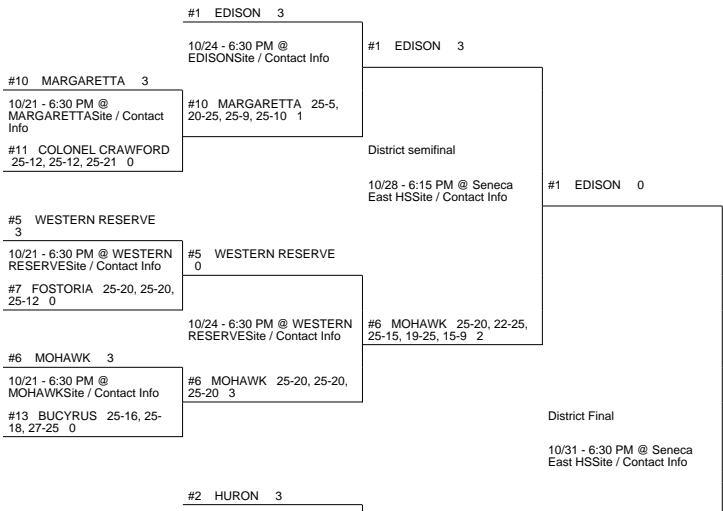 #1 EDISON 3
10/24 - 6:30 PM @
EDISONSite / Contact Info
#1 EDISON 3
#10 MARGARETTA 3
10/21 - 6:30 PM @
MARGARETTASite / Contact
Info
#10 MARGARETTA 25-5,
20-25, 25-9, 25-10 1
#11 COLONEL CRAWFORD
25-12, 25-12, 25-21 0
District semifinal
10/28 - 6:15 PM @ Seneca
East HSSite / Contact Info
#1 EDISON 0
#5 WESTERN RESERVE
3
10/21 - 6:30 PM @ WESTERN
RESERVESite / Contact Info
#5 WESTERN RESERVE
0
#7 FOSTORIA 25-20, 25-20,
25-12 0
10/24 - 6:30 PM @ WESTERN
RESERVESite / Contact Info
#6 MOHAWK 25-20, 22-25,
25-15, 19-25, 15-9 2
#6 MOHAWK 3
10/21 - 6:30 PM @
MOHAWKSite / Contact Info
#6 MOHAWK 25-20, 25-20,
25-20 3
#13 BUCYRUS 25-16, 25-
18, 27-25 0
District Final
10/31 - 6:30 PM @ Seneca
East HSSite / Contact Info
#2 HURON 3